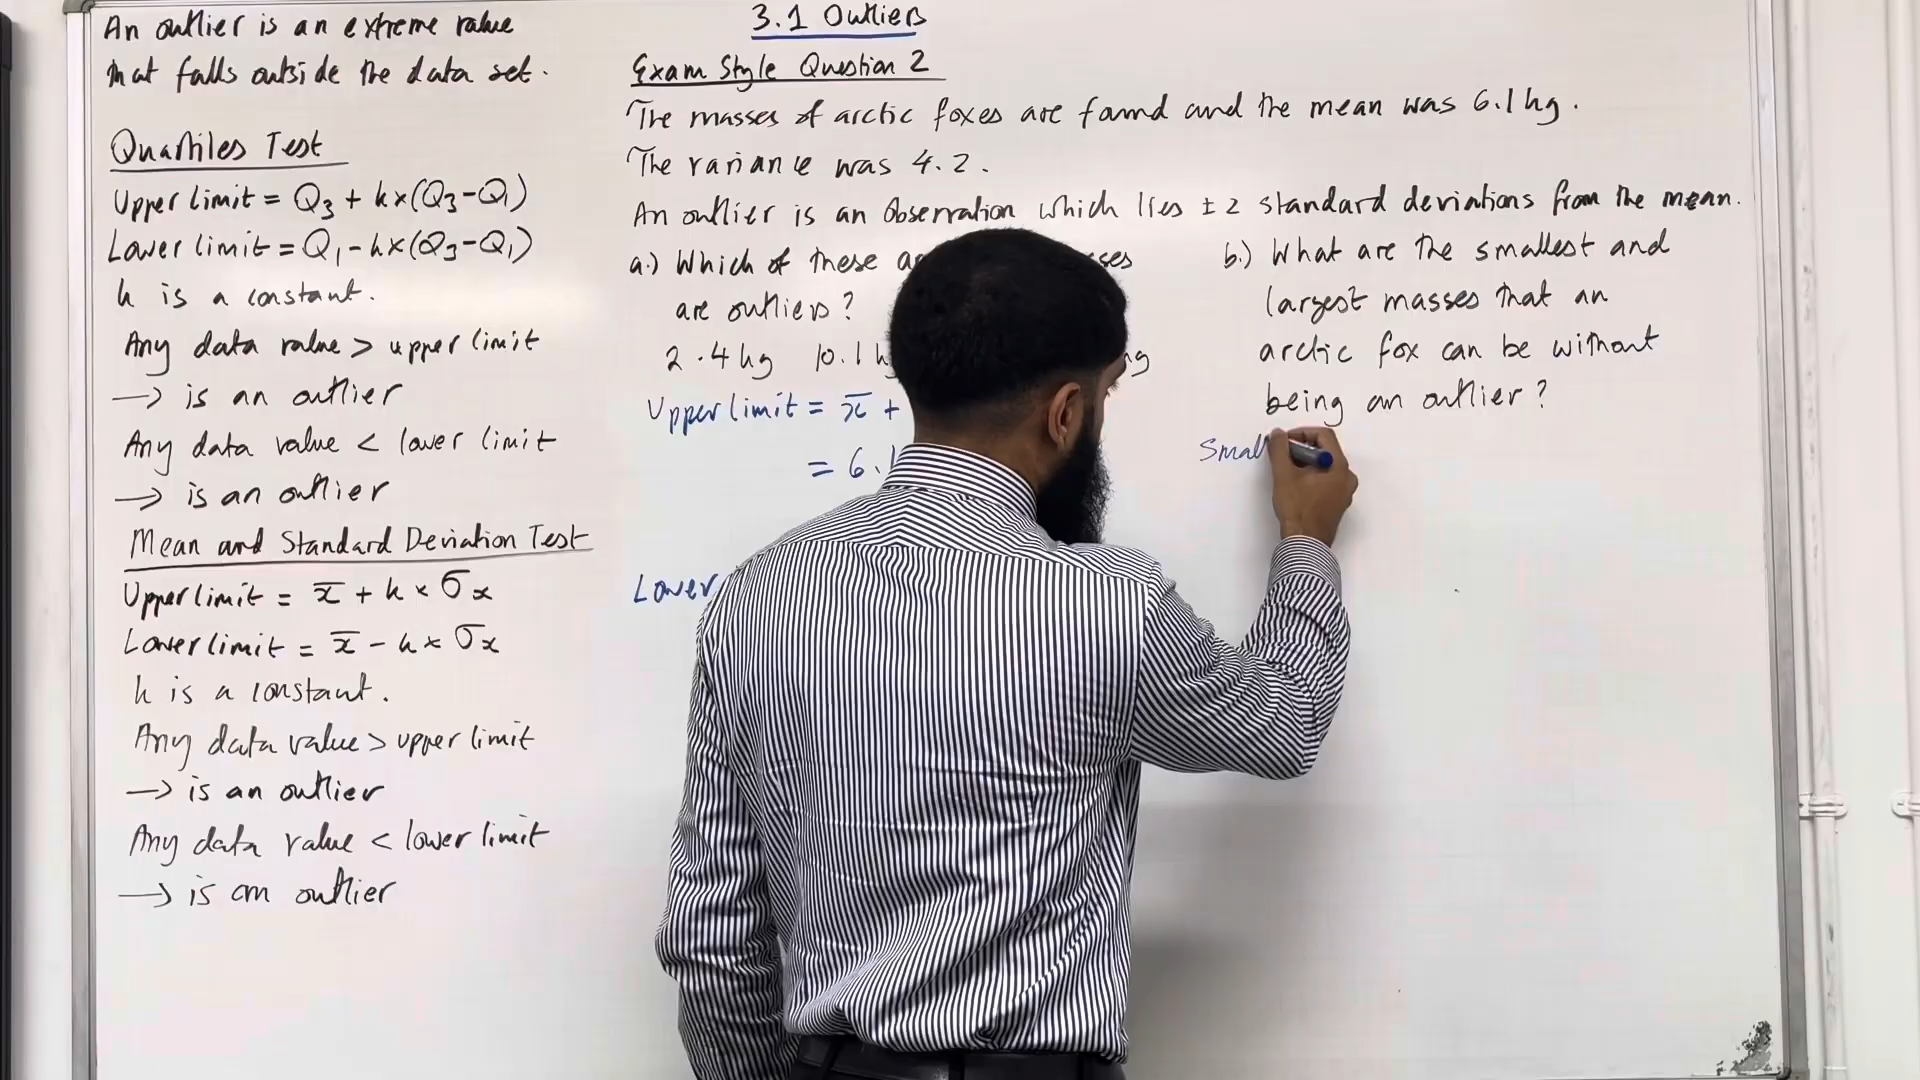 An outlier is an extreme value
that falls outside the data set.
Quartiles Test
Upper limit = Q₃ + k×(Q₃-Q₁)
Lower limit = Q₁ - k×(Q₃-Q₁)
k is a constant.
Any data value > upper limit
→ is an outlier
Any data value < lower limit
→ is an outlier
Mean and Standard Deviation Test
Upper limit = x̄ + k × σx
Lower limit = x̄ - k × σx
k is a constant.
Any data value > upper limit
→ is an outlier
Any data value < lower limit
→ is an outlier
3.1 Outliers
Exam Style Question 2
The masses of arctic foxes are found and the mean was 6.1 kg.
The variance was 4.2.
An outlier is an observation which lies ±2 standard deviations from the mean.
a.) Which of these
are outliers?
2.4 kg 10.1 k
Upper limit = x̄ +
= 6.1
Lower
b.) What are the smallest and
largest masses that an
arctic fox can be without
being an outlier?
Small